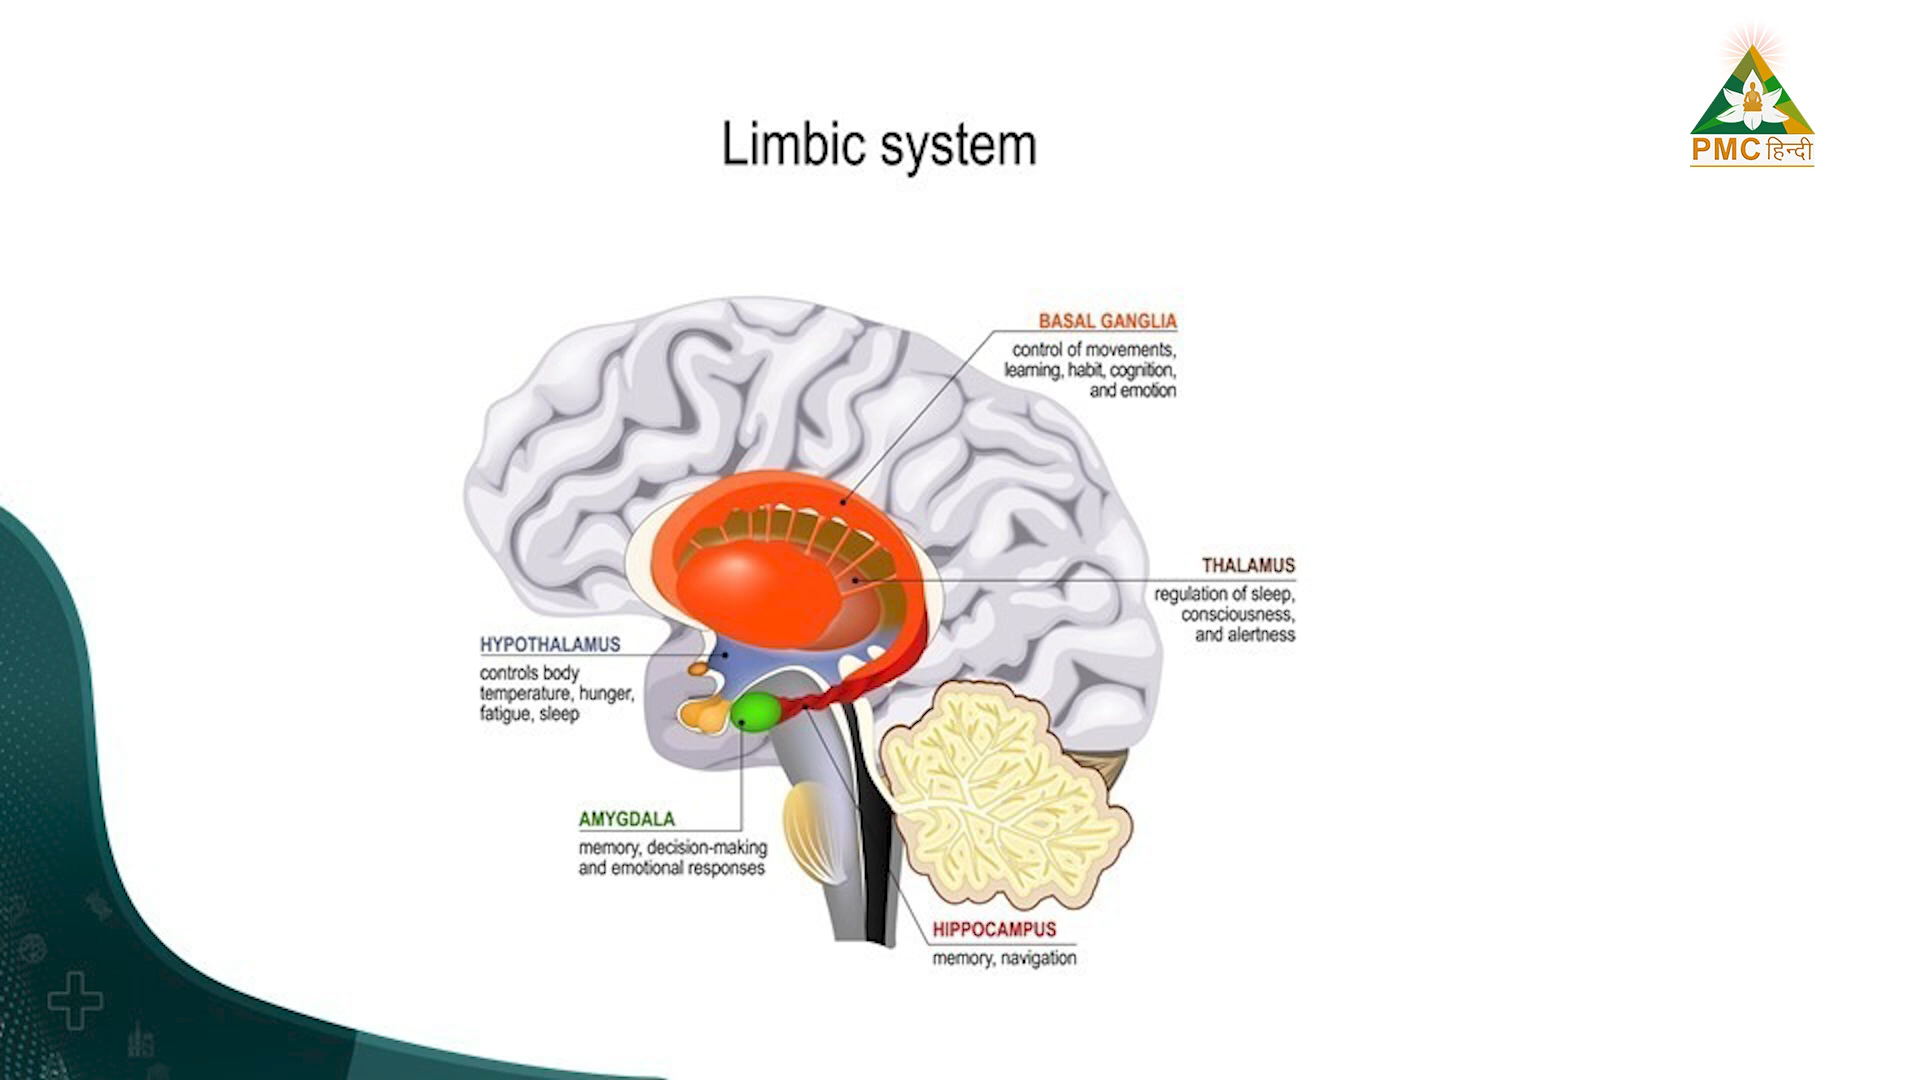 Limbic system
PMC हिन्दी
BASAL GANGLIA
control of movements,
learning, habit, cognition,
and emotion
THALAMUS
regulation of sleep,
consciousness,
and alertness
HYPOTHALAMUS
controls body
temperature, hunger,
fatigue, sleep
AMYGDALA
memory, decision-making
and emotional responses
HIPPOCAMPUS
memory, navigation